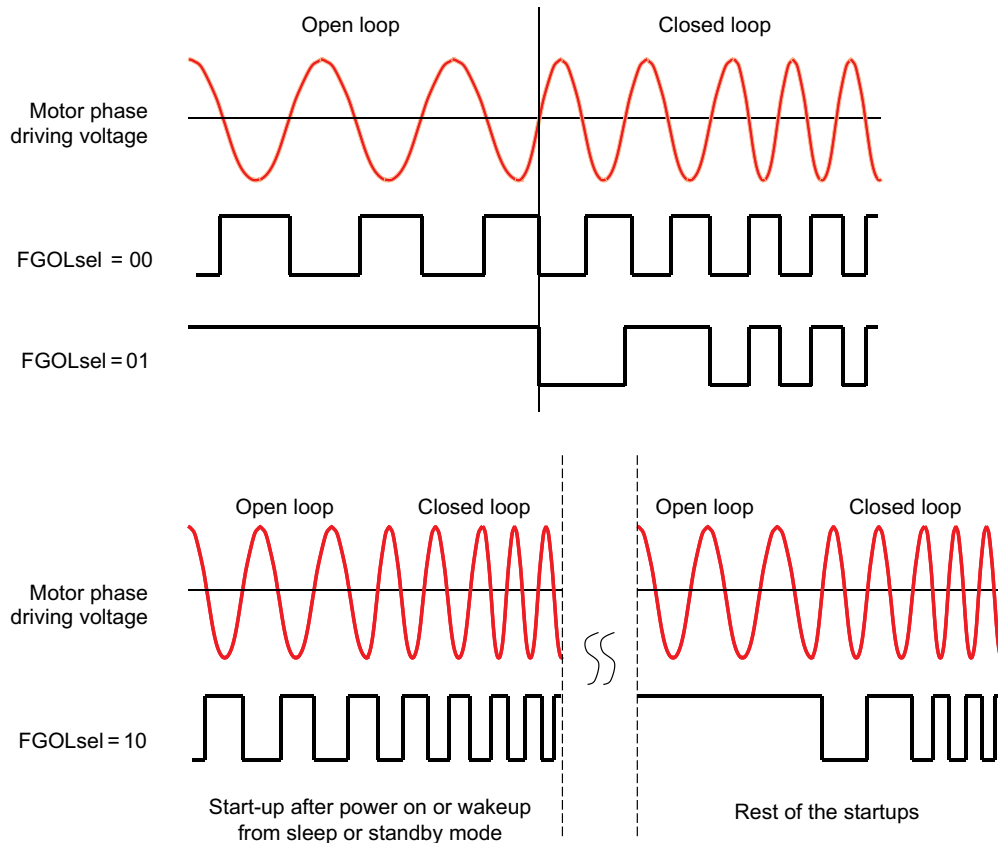 Open loop
Closed loop
Motor phase
driving voltage
FGOLsel = 00
FGOLsel = 01
Open loop
Closed loop
Open loop
Closed loop
Motor phase
driving voltage
FGOLsel = 10
Start-up after power on or wakeup
from sleep or standby mode
Rest of the startups